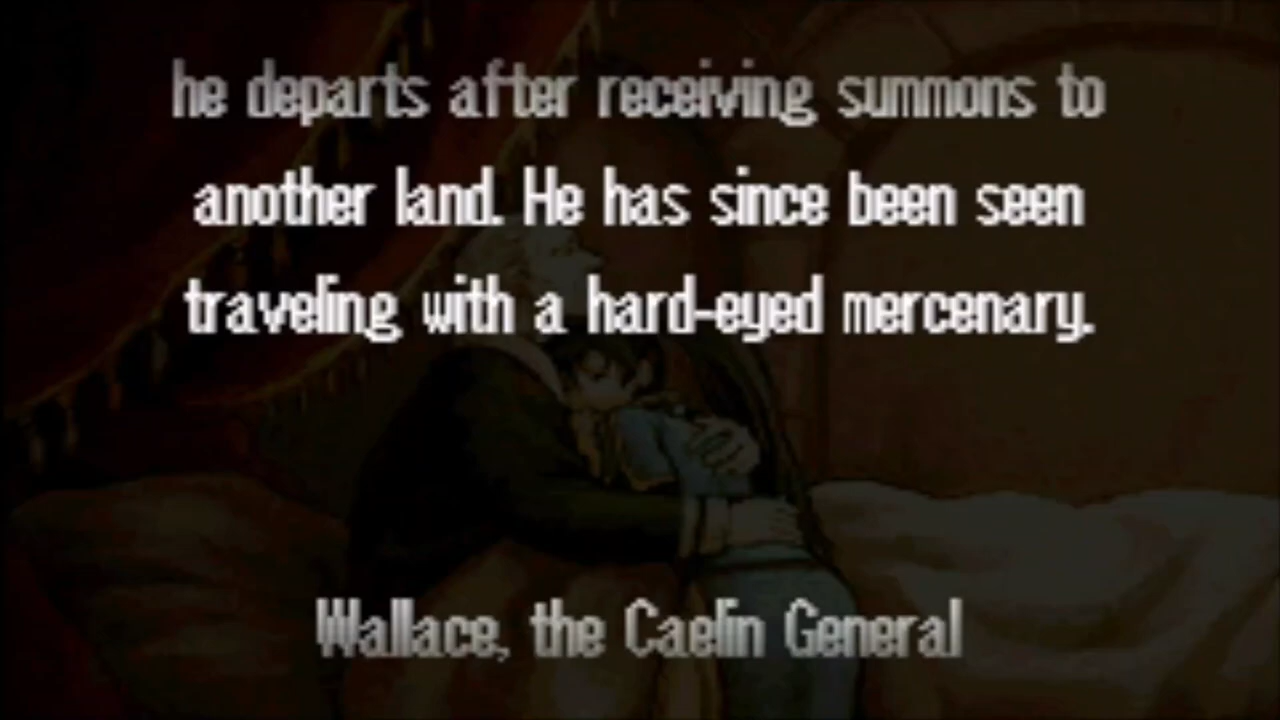 he departs after receiving summons to
another land. He has since been seen
traveling with a hard-eyed mercenary.
Wallace, the Caelin General